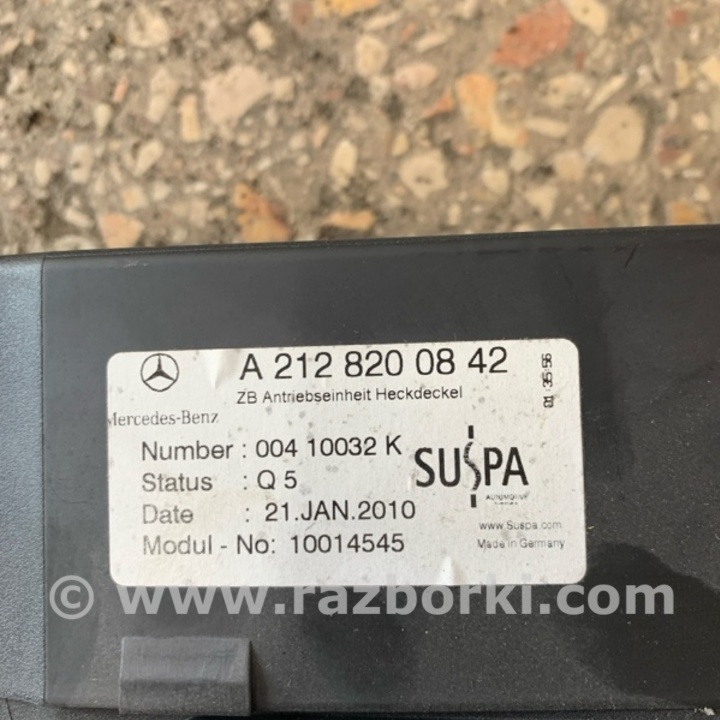 A 212 820 08 42
ZB Antriebseinheit Heckdeckel
Mercedes-Benz
Number : 004 10032 K
Status : Q 5
Date : 21.JAN.2010
Modul - No: 10014545
SUSPA
AUTOMOTIVE
www.Suspa.com
Made in Germany
© www.razborki.com